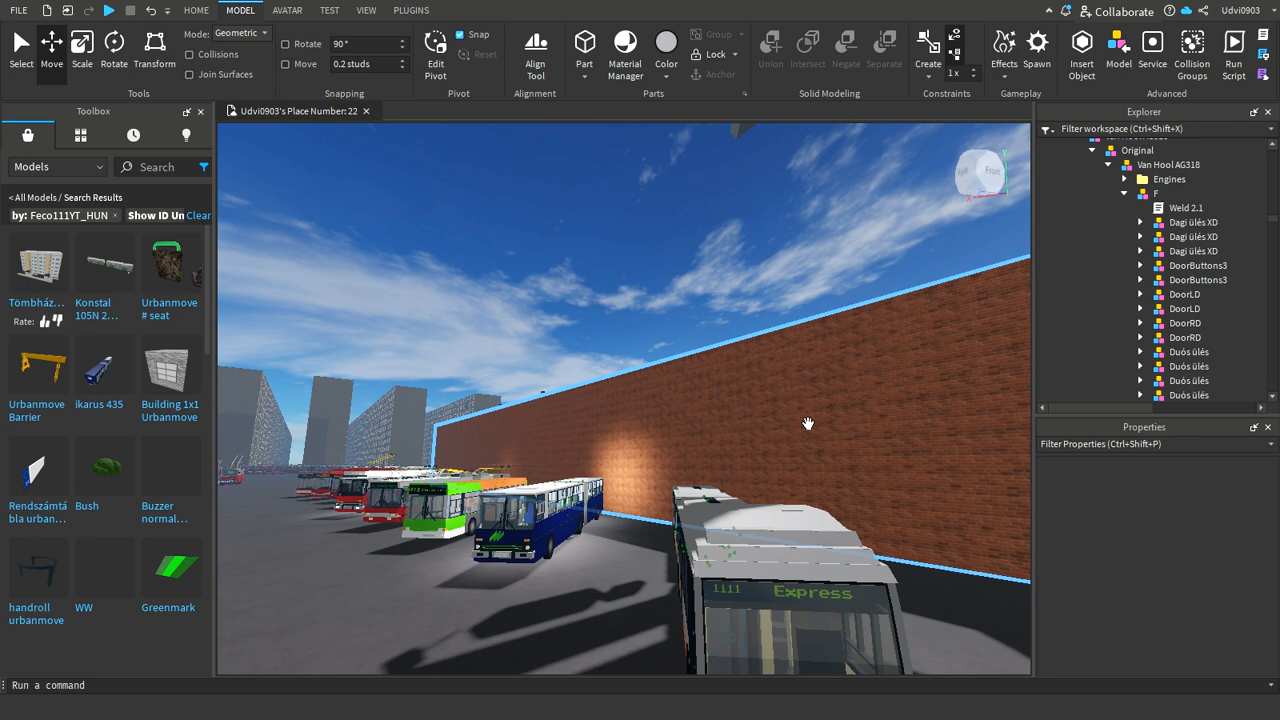 FILE HOME MODEL AVATAR TEST VIEW PLUGINS Collaborate Udvi0903
Select Move Scale Rotate Transform Mode: Geometric Collisions Join Surfaces Tools
Rotate 90° Move 0.2 studs Snapping
Edit Pivot Snap Reset Pivot
Align Tool Alignment
Part Material Manager Color Group Lock Anchor Parts
Union Intersect Negate Separate Solid Modeling
Create 1 x Constraints
Effects Spawn Gameplay
Insert Object Model Service Collision Groups Run Script Advanced
Toolbox
Models Search
< All Models / Search Results
by: Feco111YT_HUN × Show ID Un Clear
Tömbház... Konstal 105N 2... Urbanmove # seat
Rate:
Urbanmove Barrier ikarus 435 Building 1x1 Urbanmove
Rendszámtá bla urban... Bush Buzzer normal...
handroll urbanmove WW Greenmark
Udvi0903's Place Number: 22
Right Front
Y
X
1111 Express
Explorer
Filter workspace (Ctrl+Shift+X)
Original
Van Hool AG318
Engines
F
Weld 2.1
Dagi ülés XD
Dagi ülés XD
Dagi ülés XD
DoorButtons3
DoorButtons3
DoorLD
DoorLD
DoorRD
DoorRD
Duós ülés
Duós ülés
Duós ülés
Duós ülés
Properties
Filter Properties (Ctrl+Shift+P)
Run a command